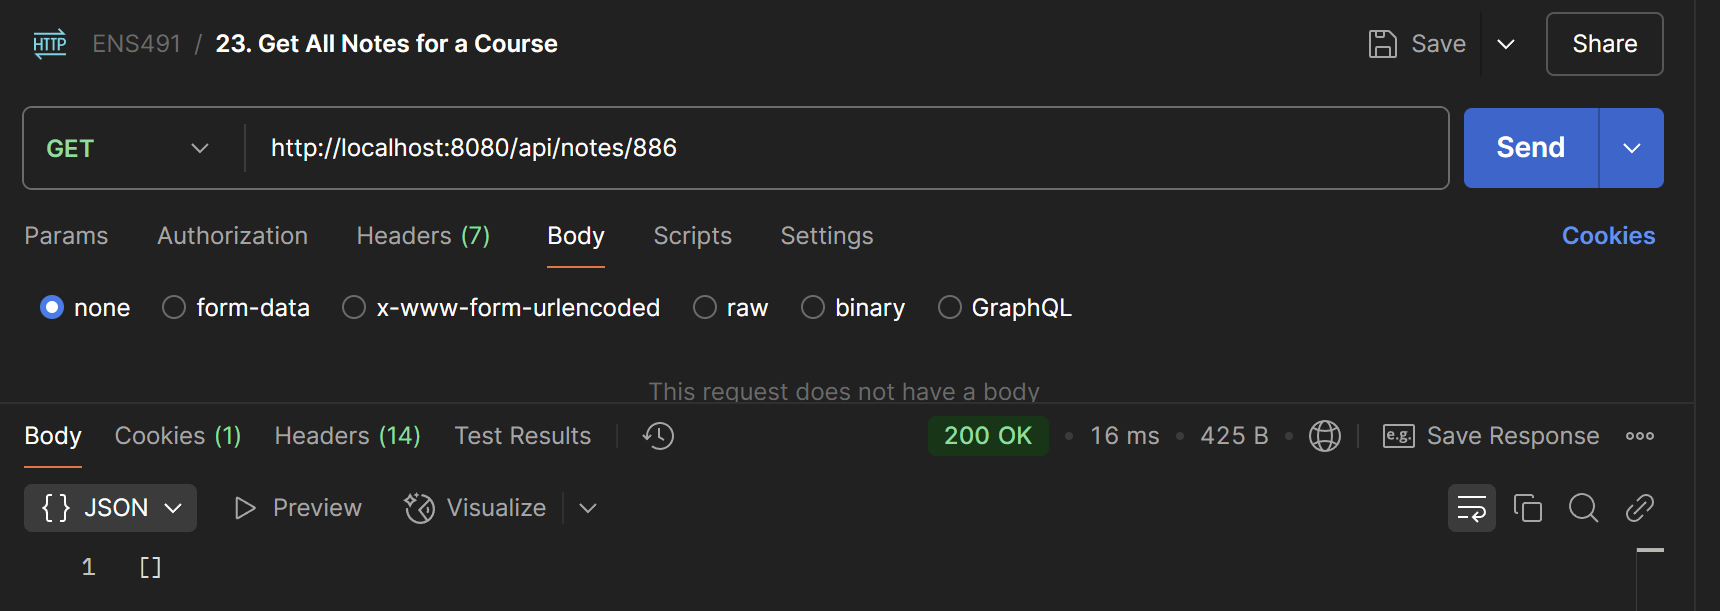 HTTP ENS491 / 23. Get All Notes for a Course Save Share
GET http://localhost:8080/api/notes/886 Send
Params Authorization Headers (7) Body Scripts Settings Cookies
none form-data x-www-form-urlencoded raw binary GraphQL
This request does not have a body
Body Cookies (1) Headers (14) Test Results 200 OK • 16 ms • 425 B • e.g. Save Response
{} JSON Preview Visualize
1 []